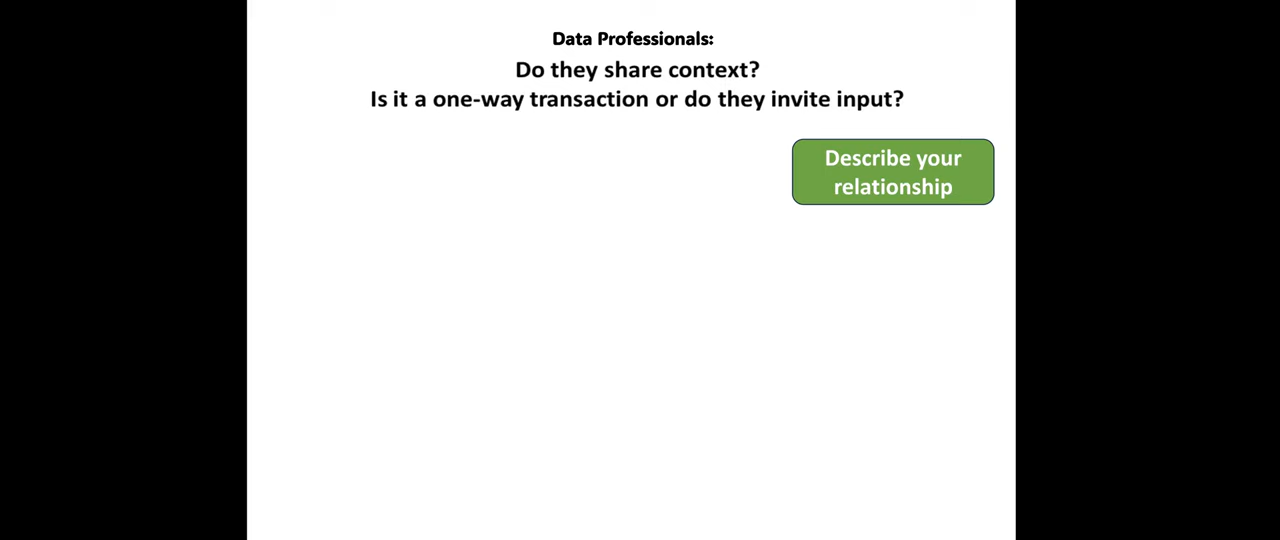 Data Professionals:
Do they share context?
Is it a one-way transaction or do they invite input?
Describe your
relationship